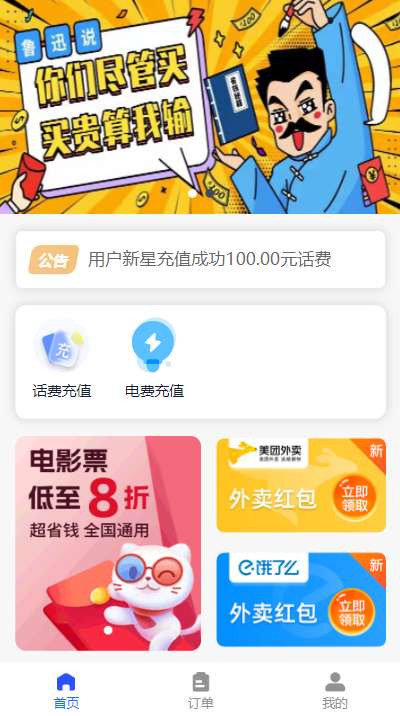 鲁迅说
你们尽管买
买贵算我输
省钱计划
公告
用户新星充值成功100.00元话费
充
话费充值
电费充值
电影票
低至8折
超省钱 全国通用
美团外卖
新
外卖红包
立即
领取
饿了么
新
外卖红包
立即
领取
首页
订单
我的